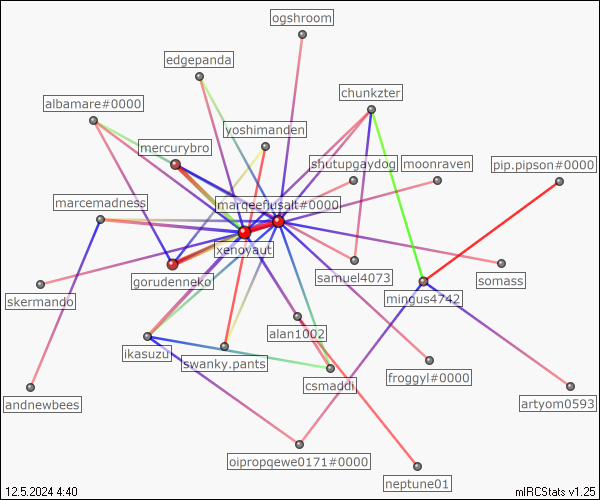 ogshroom
edgepanda
chunkzter
albamare#0000
yoshimanden
mercurybro
shutupgaydog
moonraven
pip.pipson#0000
marcemadness
marqeeflusalt#0000
xenoyaut
samuel4073
somass
gorudenneko
skermando
mingus4742
alan1002
ikasuzu
swanky.pants
csmaddi
froggyl#0000
andnewbees
artyom0593
oipropqewe0171#0000
neptune01
12.5.2024 4:40
mIRCStats v1.25